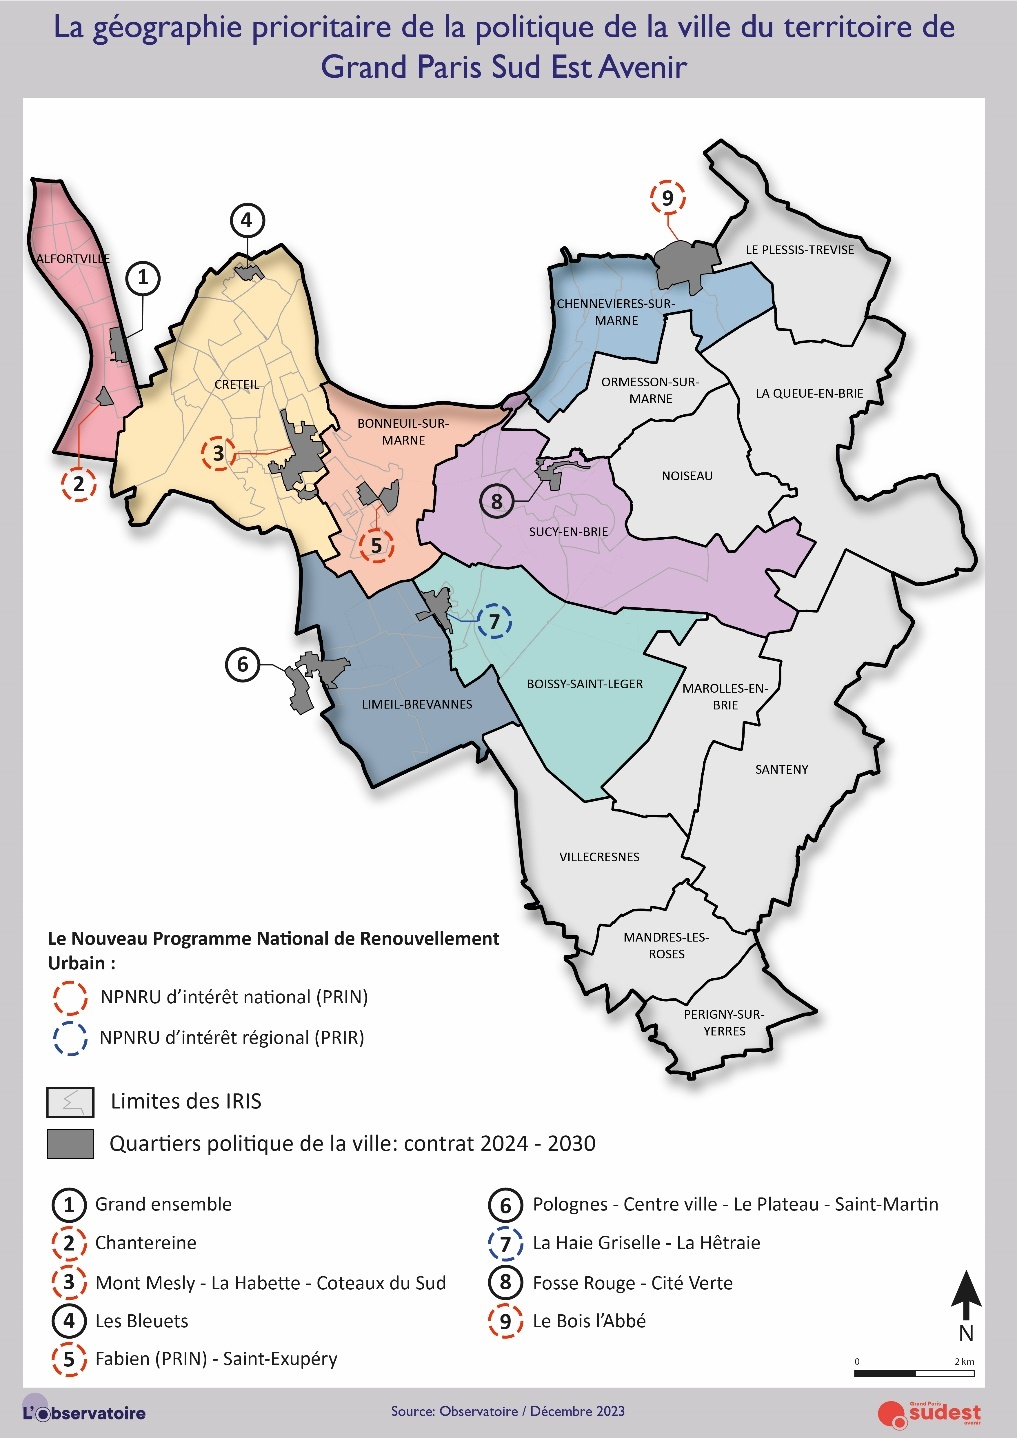 La géographie prioritaire de la politique de la ville du territoire de
Grand Paris Sud Est Avenir
9
4
LE PLESSIS-TREVISE
ALFORTVILLE
1
CHENNEVIERES-SUR-
MARNE
CRETEIL
ORMESSON-SUR-
MARNE
LA QUEUE-EN-BRIE
BONNEUIL-SUR-
MARNE
3
2
NOISEAU
8
SUCY-EN-BRIE
5
7
6
BOISSY-SAINT-LEGER
MAROLLES-EN-
BRIE
LIMEIL-BREVANNES
SANTENY
VILLECRESNES
MANDRES-LES-
ROSES
PERIGNY-SUR-
YERRES
Le Nouveau Programme National de Renouvellement
Urbain :
NPNRU d'intérêt national (PRIN)
NPNRU d'intérêt régional (PRIR)
Limites des IRIS
Quartiers politique de la ville: contrat 2024 - 2030
1 Grand ensemble
2 Chantereine
3 Mont Mesly - La Habette - Coteaux du Sud
4 Les Bleuets
5 Fabien (PRIN) - Saint-Exupéry
6 Polognes - Centre ville - Le Plateau - Saint-Martin
7 La Haie Griselle - La Hêtraie
8 Fosse Rouge - Cité Verte
9 Le Bois l'Abbé
N
0 2 km
L'Observatoire
Source: Observatoire / Décembre 2023
Grand Paris
sudest
avenir